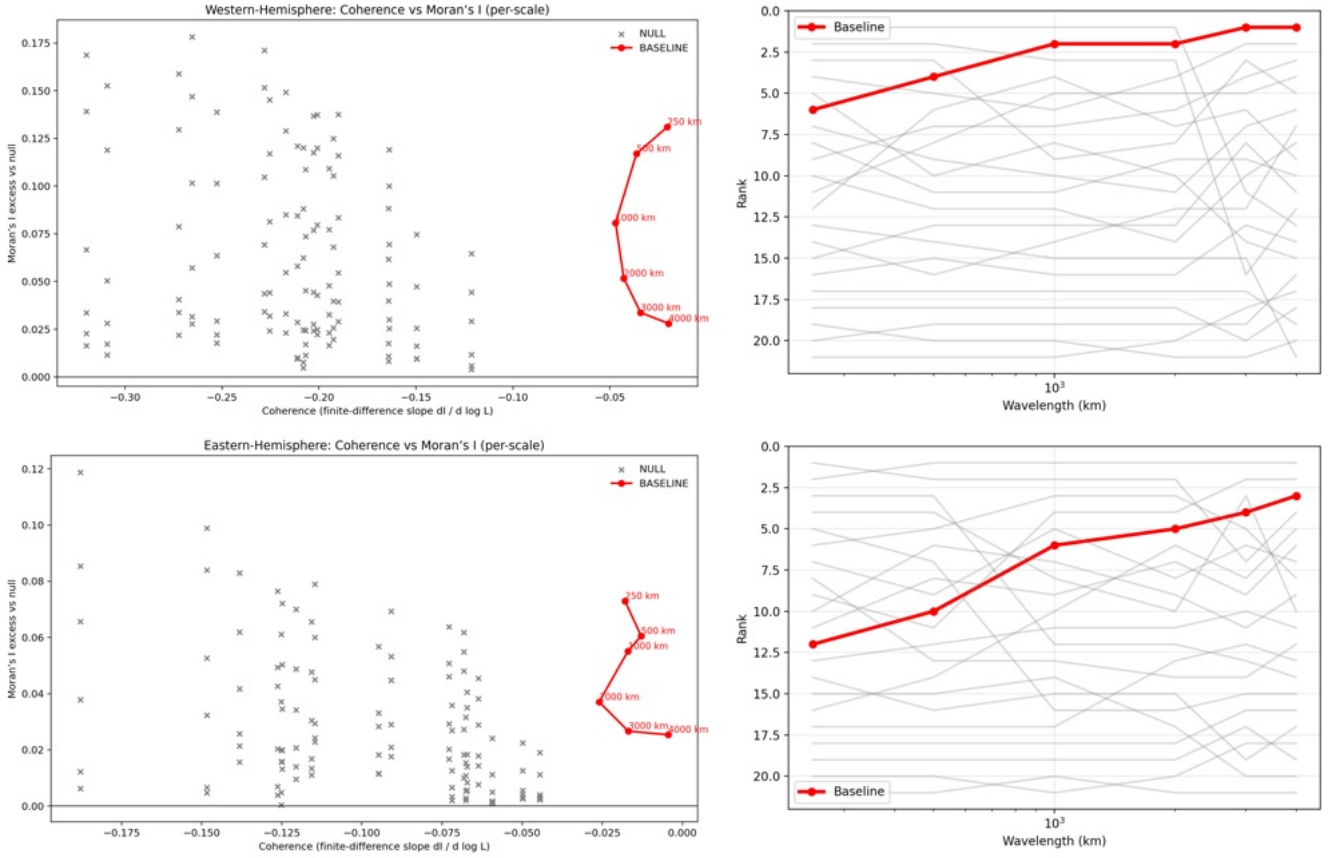 Western-Hemisphere: Coherence vs Moran's I (per-scale)
NULL
BASELINE
0.175
0.150
0.125
0.100
0.075
0.050
0.025
0.000
Moran's I excess vs null
250 km
500 km
000 km
2000 km
3000 km
4000 km
−0.30
−0.25
−0.20
−0.15
−0.10
−0.05
Coherence (finite-difference slope dI / d log L)
Baseline
0.0
2.5
5.0
7.5
10.0
12.5
15.0
17.5
20.0
Rank
10³
Wavelength (km)
Eastern-Hemisphere: Coherence vs Moran's I (per-scale)
NULL
BASELINE
0.12
0.10
0.08
0.06
0.04
0.02
0.00
Moran's I excess vs null
250 km
500 km
1000 km
2000 km
3000 km
4000 km
−0.175
−0.150
−0.125
−0.100
−0.075
−0.050
−0.025
0.000
Coherence (finite-difference slope dI / d log L)
0.0
2.5
5.0
7.5
10.0
12.5
15.0
17.5
20.0
Rank
Baseline
10³
Wavelength (km)